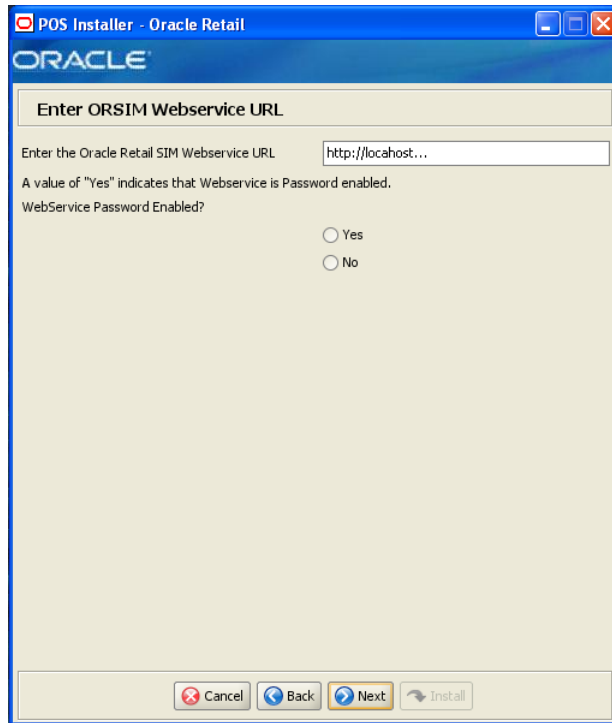 POS Installer - Oracle Retail
ORACLE
Enter ORSIM Webservice URL
Enter the Oracle Retail SIM Webservice URL http://locahost...
A value of "Yes" indicates that Webservice is Password enabled.
WebService Password Enabled?
Yes
No
Cancel Back Next Install